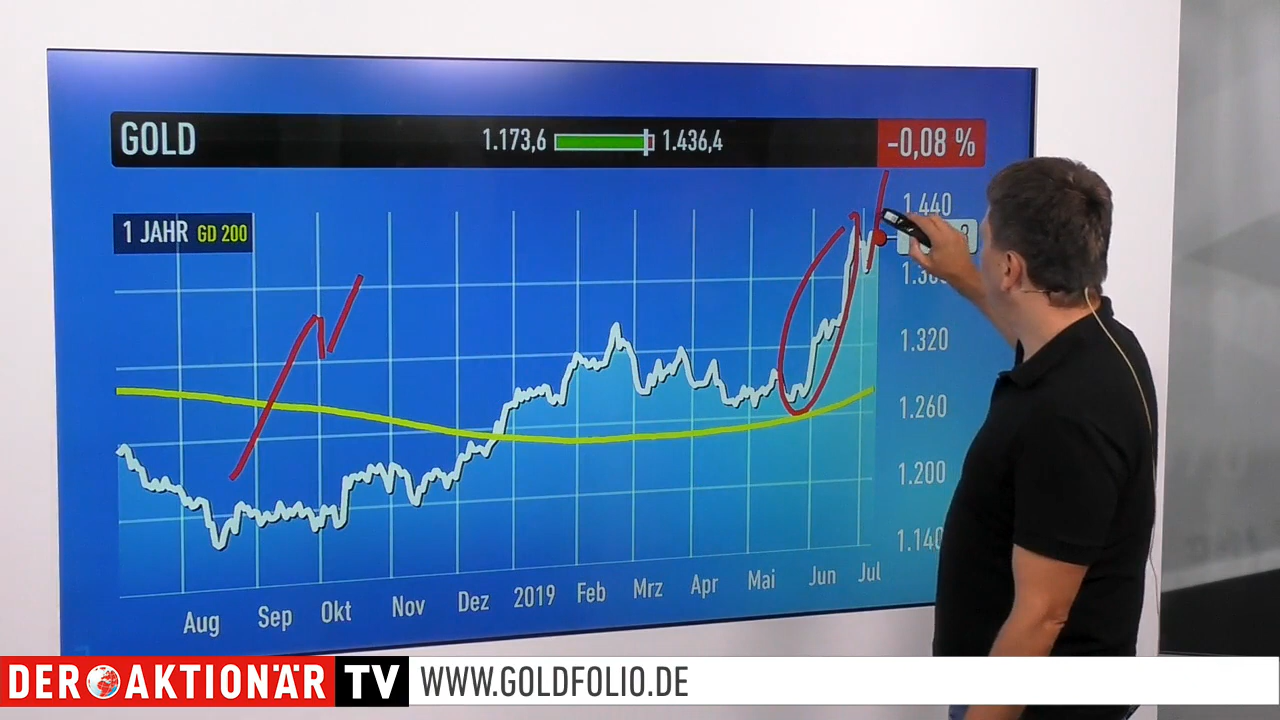 GOLD
1.173,6 1.436,4
-0,08 %
1 JAHR GD 200
1.440
1.320
1.260
1.200
1.140
Aug Sep Okt Nov Dez 2019 Feb Mrz Apr Mai Jun Jul
DER AKTIONÄR TV WWW.GOLDFOLIO.DE